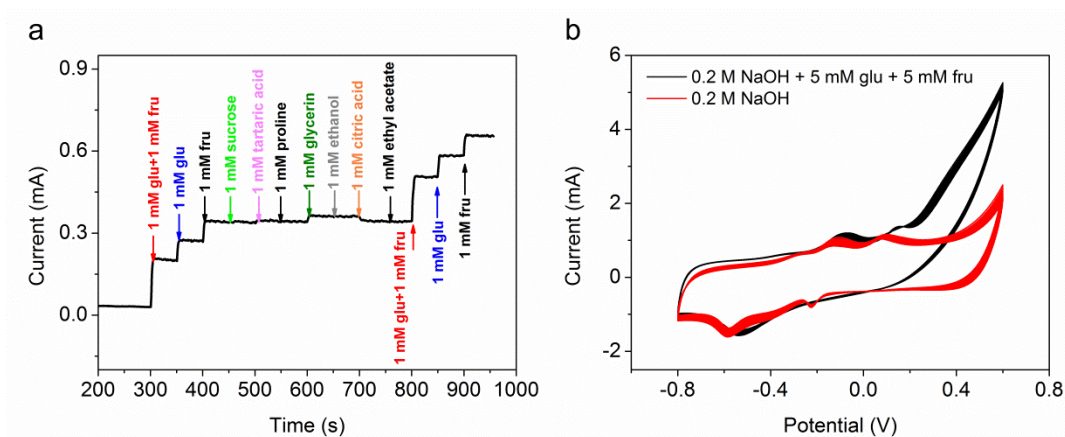 a
Current (mA)
0.9
0.6
0.3
0.0
1 mM glu+1 mM fru
1 mM glu
1 mM fru
1 mM sucrose
1 mM tartaric acid
1 mM proline
1 mM glycerin
1 mM ethanol
1 mM citric acid
1 mM ethyl acetate
1 mM glu+1 mM fru
1 mM glu
1 mM fru
200 300 400 500 600 700 800 900 1000
Time (s)
b
Current (mA)
6
4
2
0
-2
0.2 M NaOH + 5 mM glu + 5 mM fru
0.2 M NaOH
-0.8 -0.4 0.0 0.4 0.8
Potential (V)